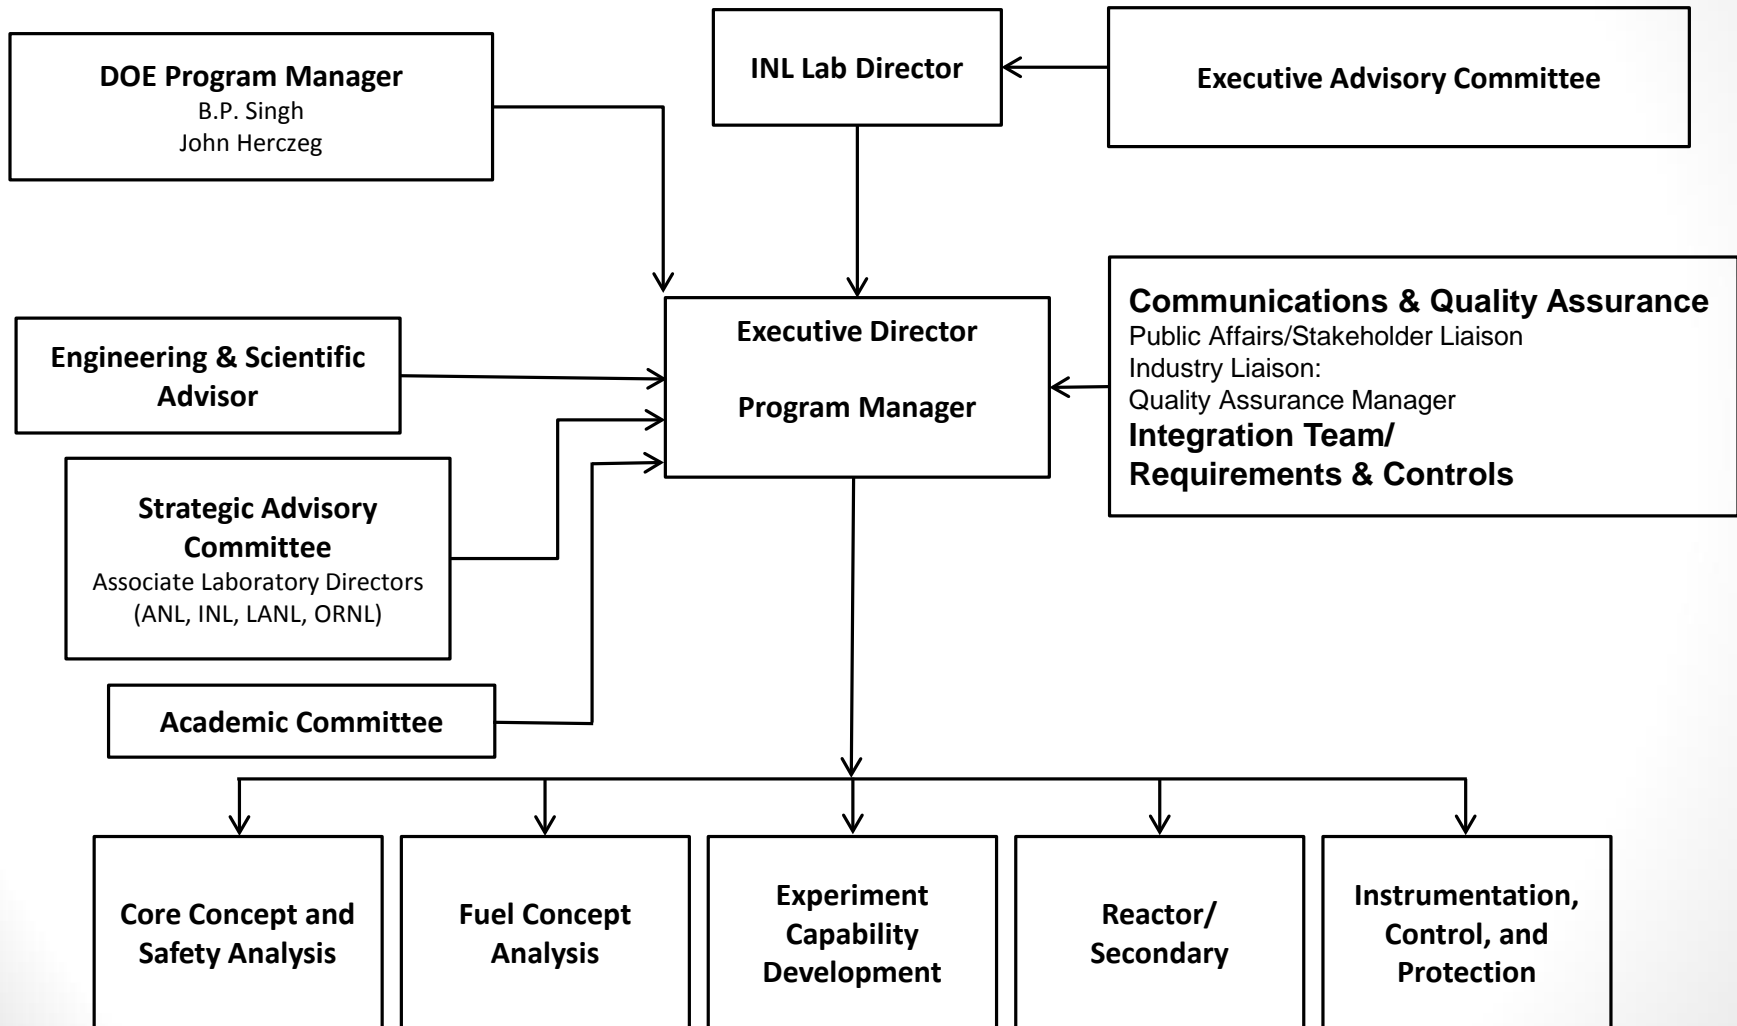 DOE Program Manager
B.P. Singh
John Herczeg
INL Lab Director
Executive Advisory Committee
Engineering & Scientific
Advisor
Executive Director
Program Manager
Communications & Quality Assurance
Public Affairs/Stakeholder Liaison
Industry Liaison:
Quality Assurance Manager
Integration Team/
Requirements & Controls
Strategic Advisory
Committee
Associate Laboratory Directors
(ANL, INL, LANL, ORNL)
Academic Committee
Core Concept and
Safety Analysis
Fuel Concept
Analysis
Experiment
Capability
Development
Reactor/
Secondary
Instrumentation,
Control, and
Protection